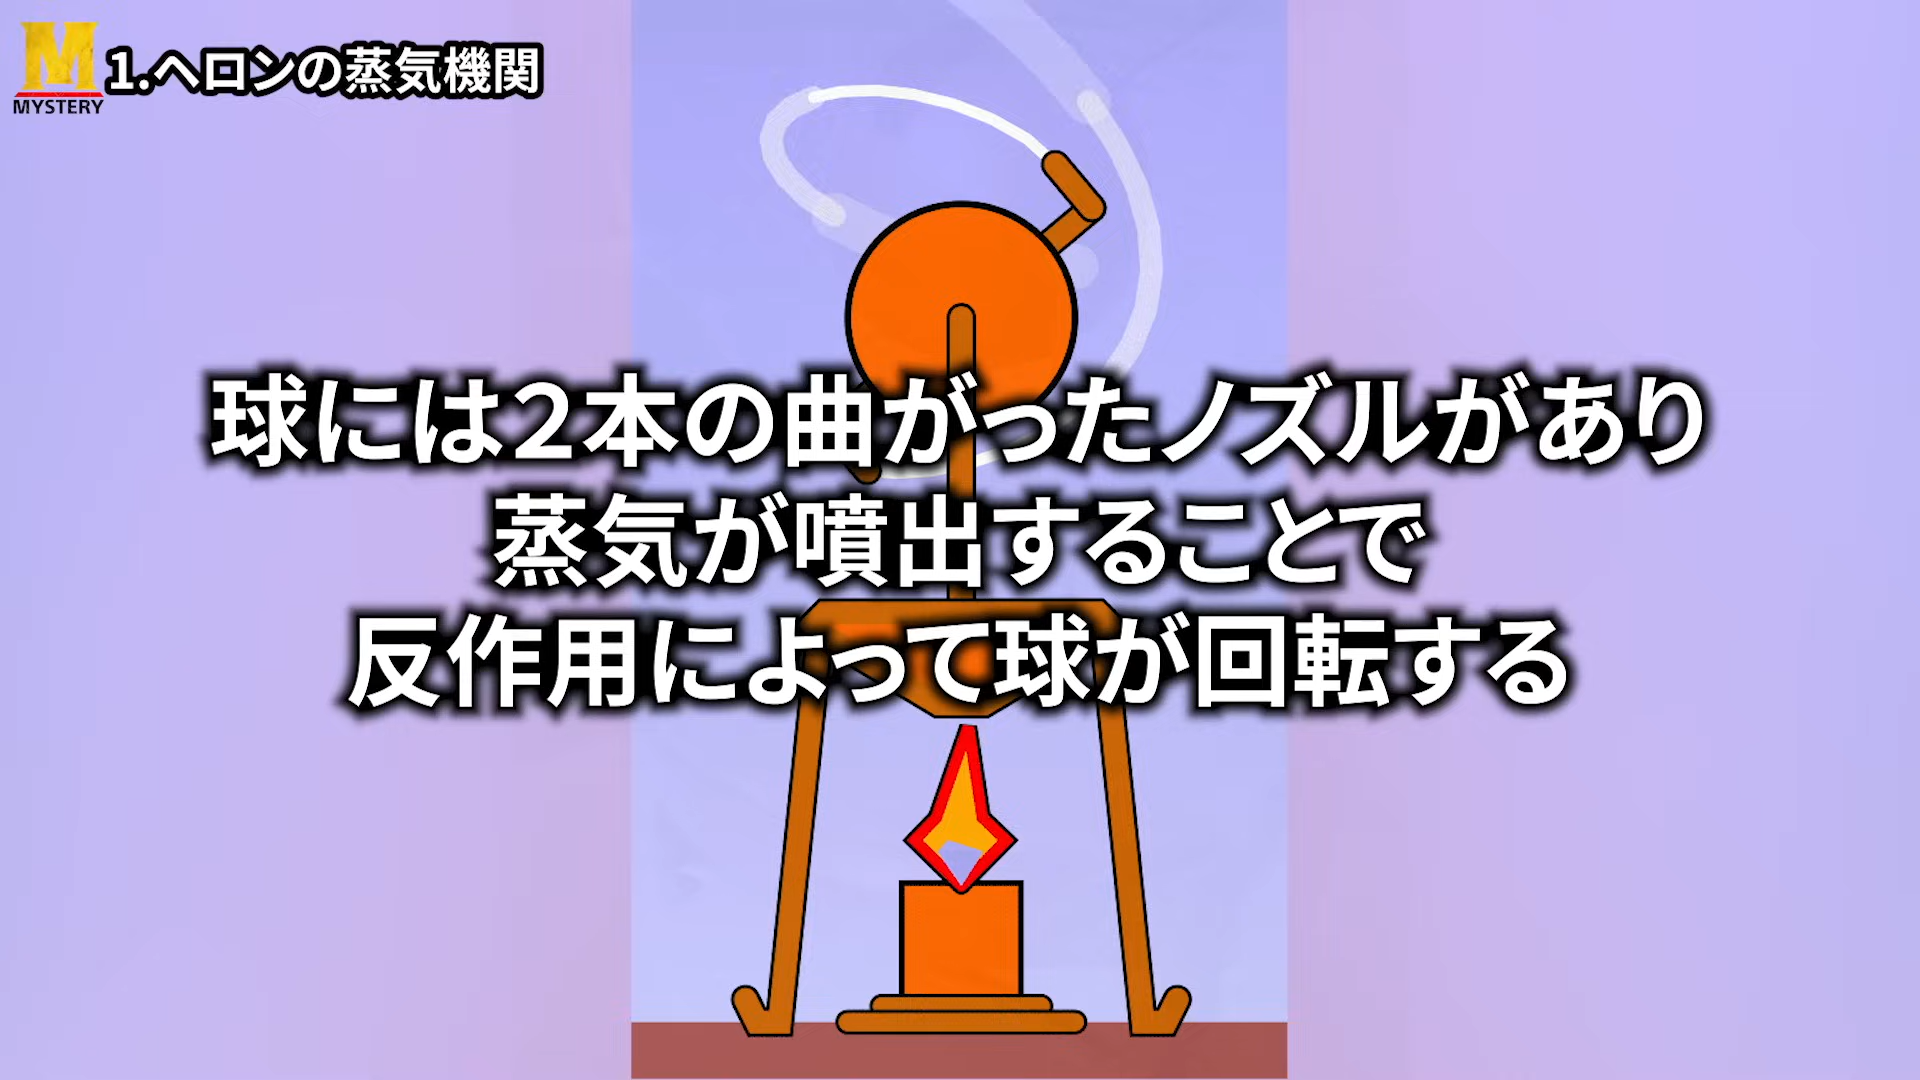 M
MYSTERY
1.ヘロンの蒸気機関
球には2本の曲がったノズルがあり
蒸気が噴出することで
反作用によって球が回転する